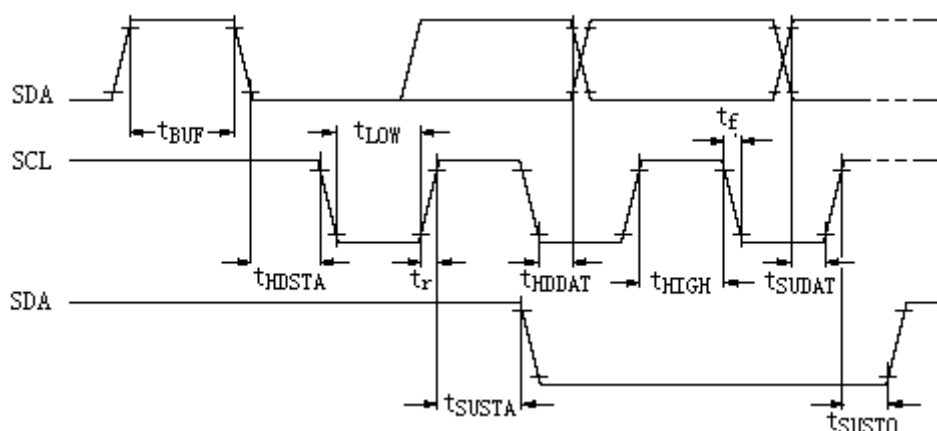 SDA
tBUF
tLOW
tf
SCL
tHDSTA
tr
tHDDAT
tHIGH
tSUDAT
SDA
tSUSTA
tSUSTO